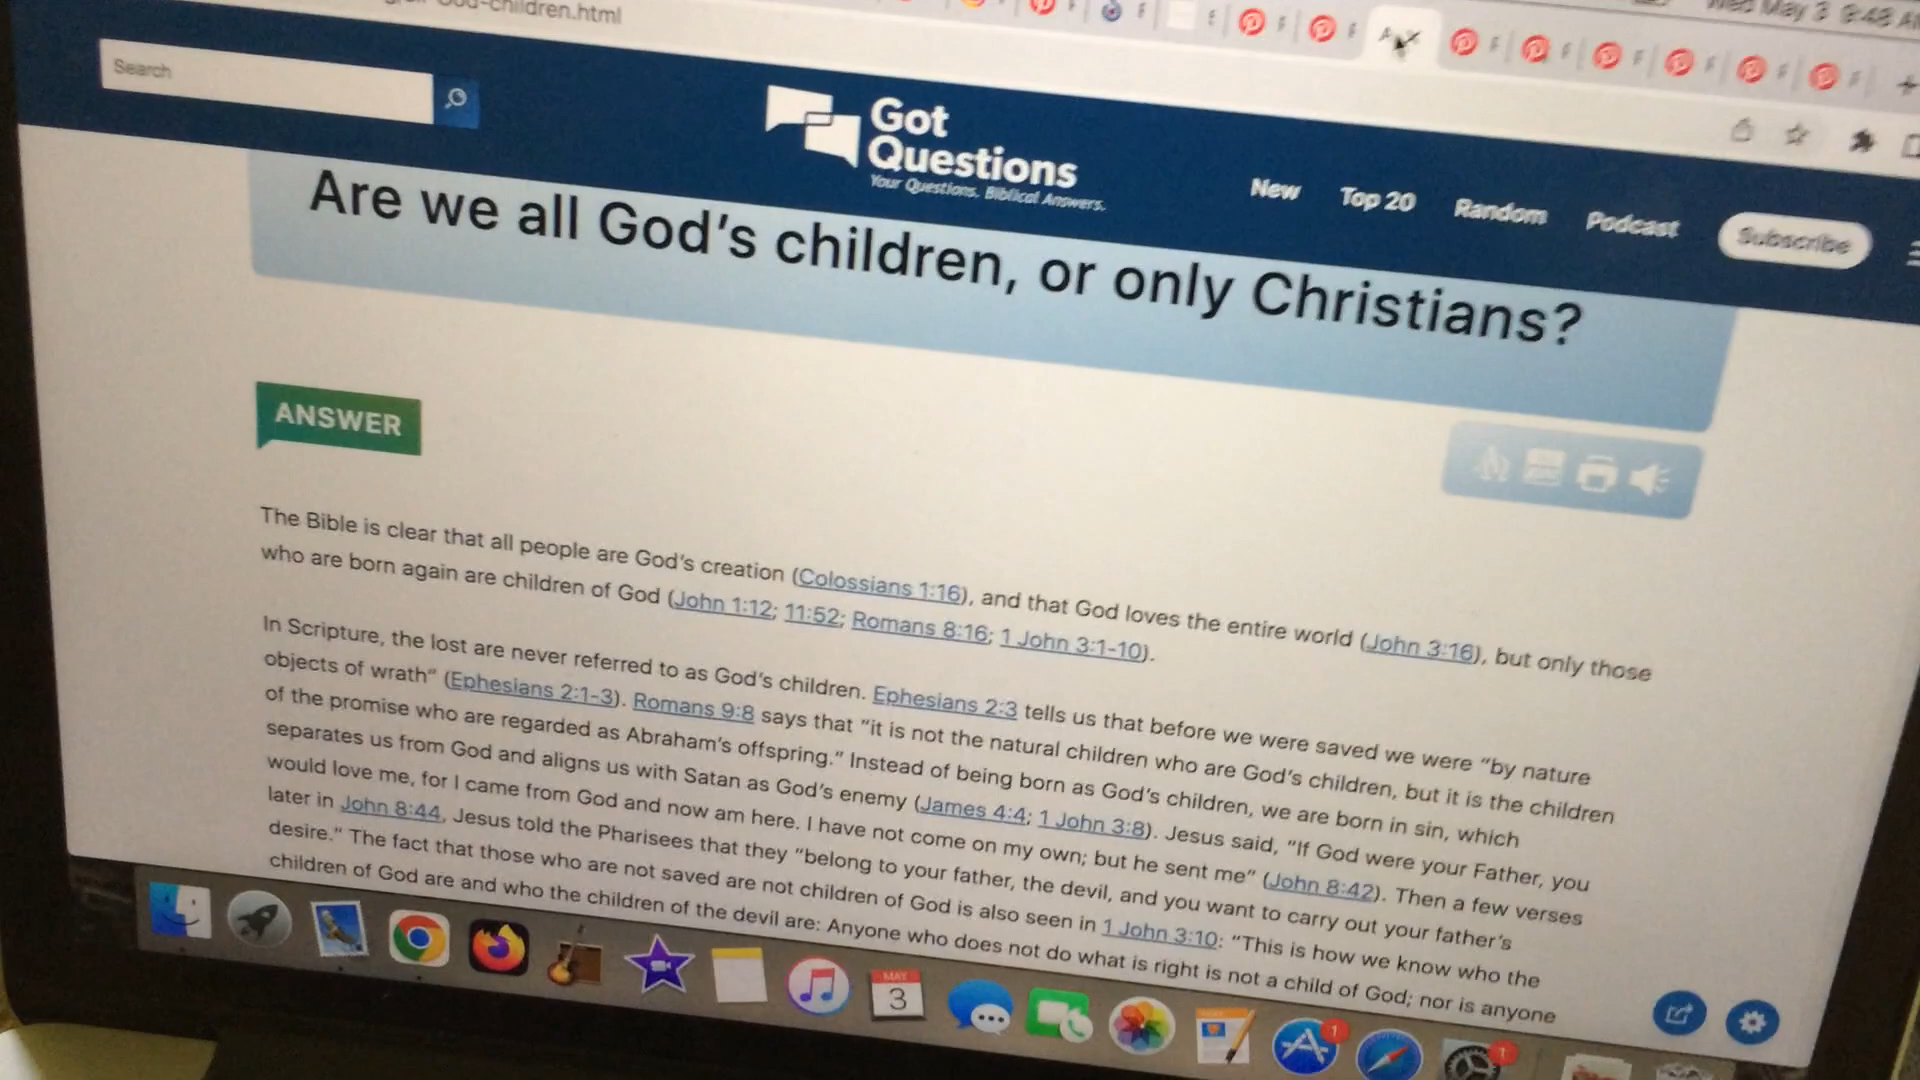 God-children.html
Wed May 3 9:48 A
Search
Got
Questions
Your Questions. Biblical Answers.
New Top 20 Random Podcast Subscribe
Are we all God's children, or only Christians?
ANSWER
The Bible is clear that all people are God's creation (Colossians 1:16), and that God loves the entire world (John 3:16), but only those
who are born again are children of God (John 1:12; 11:52; Romans 8:16; 1 John 3:1-10).
In Scripture, the lost are never referred to as God's children. Ephesians 2:3 tells us that before we were saved we were "by nature
objects of wrath" (Ephesians 2:1-3). Romans 9:8 says that "it is not the natural children who are God's children, but it is the children
of the promise who are regarded as Abraham's offspring." Instead of being born as God's children, we are born in sin, which
separates us from God and aligns us with Satan as God's enemy (James 4:4; 1 John 3:8). Jesus said, "If God were your Father, you
would love me, for I came from God and now am here. I have not come on my own; but he sent me" (John 8:42). Then a few verses
later in John 8:44, Jesus told the Pharisees that they "belong to your father, the devil, and you want to carry out your father's
desire." The fact that those who are not saved are not children of God is also seen in 1 John 3:10: "This is how we know who the
children of God are and who the children of the devil are: Anyone who does not do what is right is not a child of God; nor is anyone
MAY
3
1
1